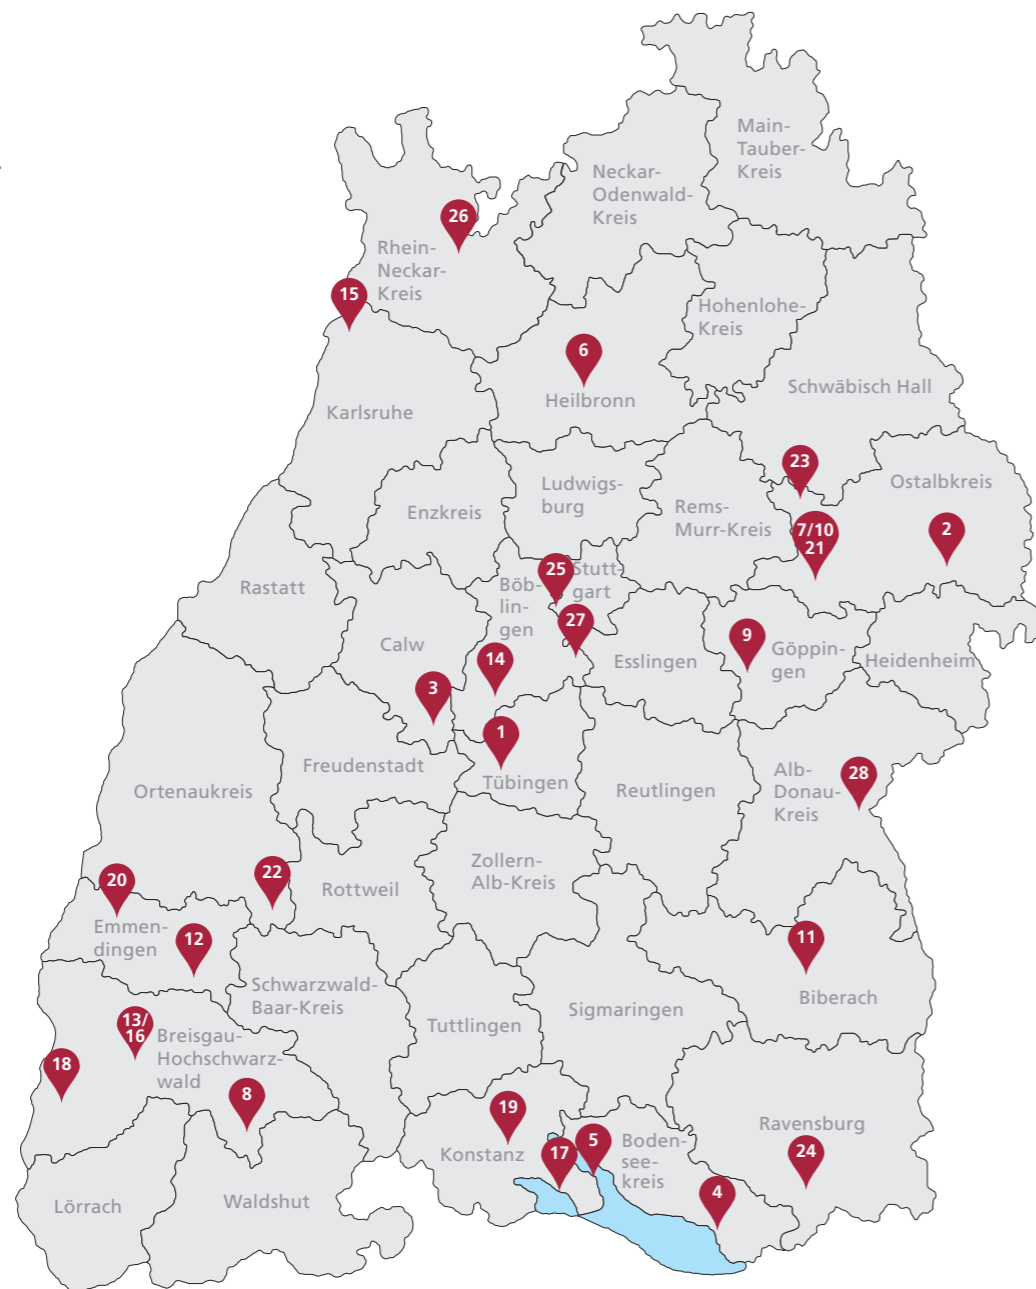 Main-
Tauber-
Kreis
Neckar-
Odenwald-
Kreis
26
Rhein-
Neckar-
Kreis
15
Hohenlohe-
Kreis
6
Heilbronn
Schwäbisch Hall
Karlsruhe
23
Ostalbkreis
Ludwigs-
burg
Enzkreis
Rems-
Murr-Kreis
7/10
21
2
Rastatt
25
Stutt-
gart
Böb-
lin-
gen
27
Calw
14
Esslingen
9
Göppin-
gen
Heidenheim
3
1
Tübingen
Freudenstadt
Ortenaukreis
Reutlingen
Alb-
Donau-
Kreis
28
Zollern-
Alb-Kreis
20
22
Rottweil
Emmen-
dingen
12
11
Biberach
Schwarzwald-
Baar-Kreis
Tuttlingen
Sigmaringen
13/
16
Breisgau-
Hochschwarz-
wald
18
8
19
Konstanz
17
5
Boden-
see-
kreis
4
Ravensburg
24
Lörrach
Waldshut